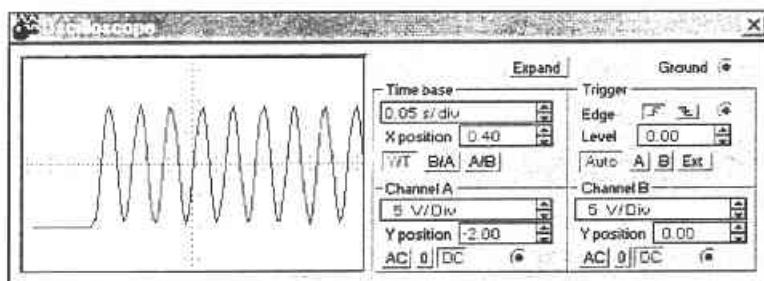 Oscilloscope
Expand Ground
Time base Trigger
0.05 s/div Edge
X position 0.40 Level 0.00
Y/T B/A A/B Auto A B Ext
Channel A Channel B
5 V/Div 5 V/Div
Y position -2.00 Y position 0.00
AC 0 DC AC 0 DC